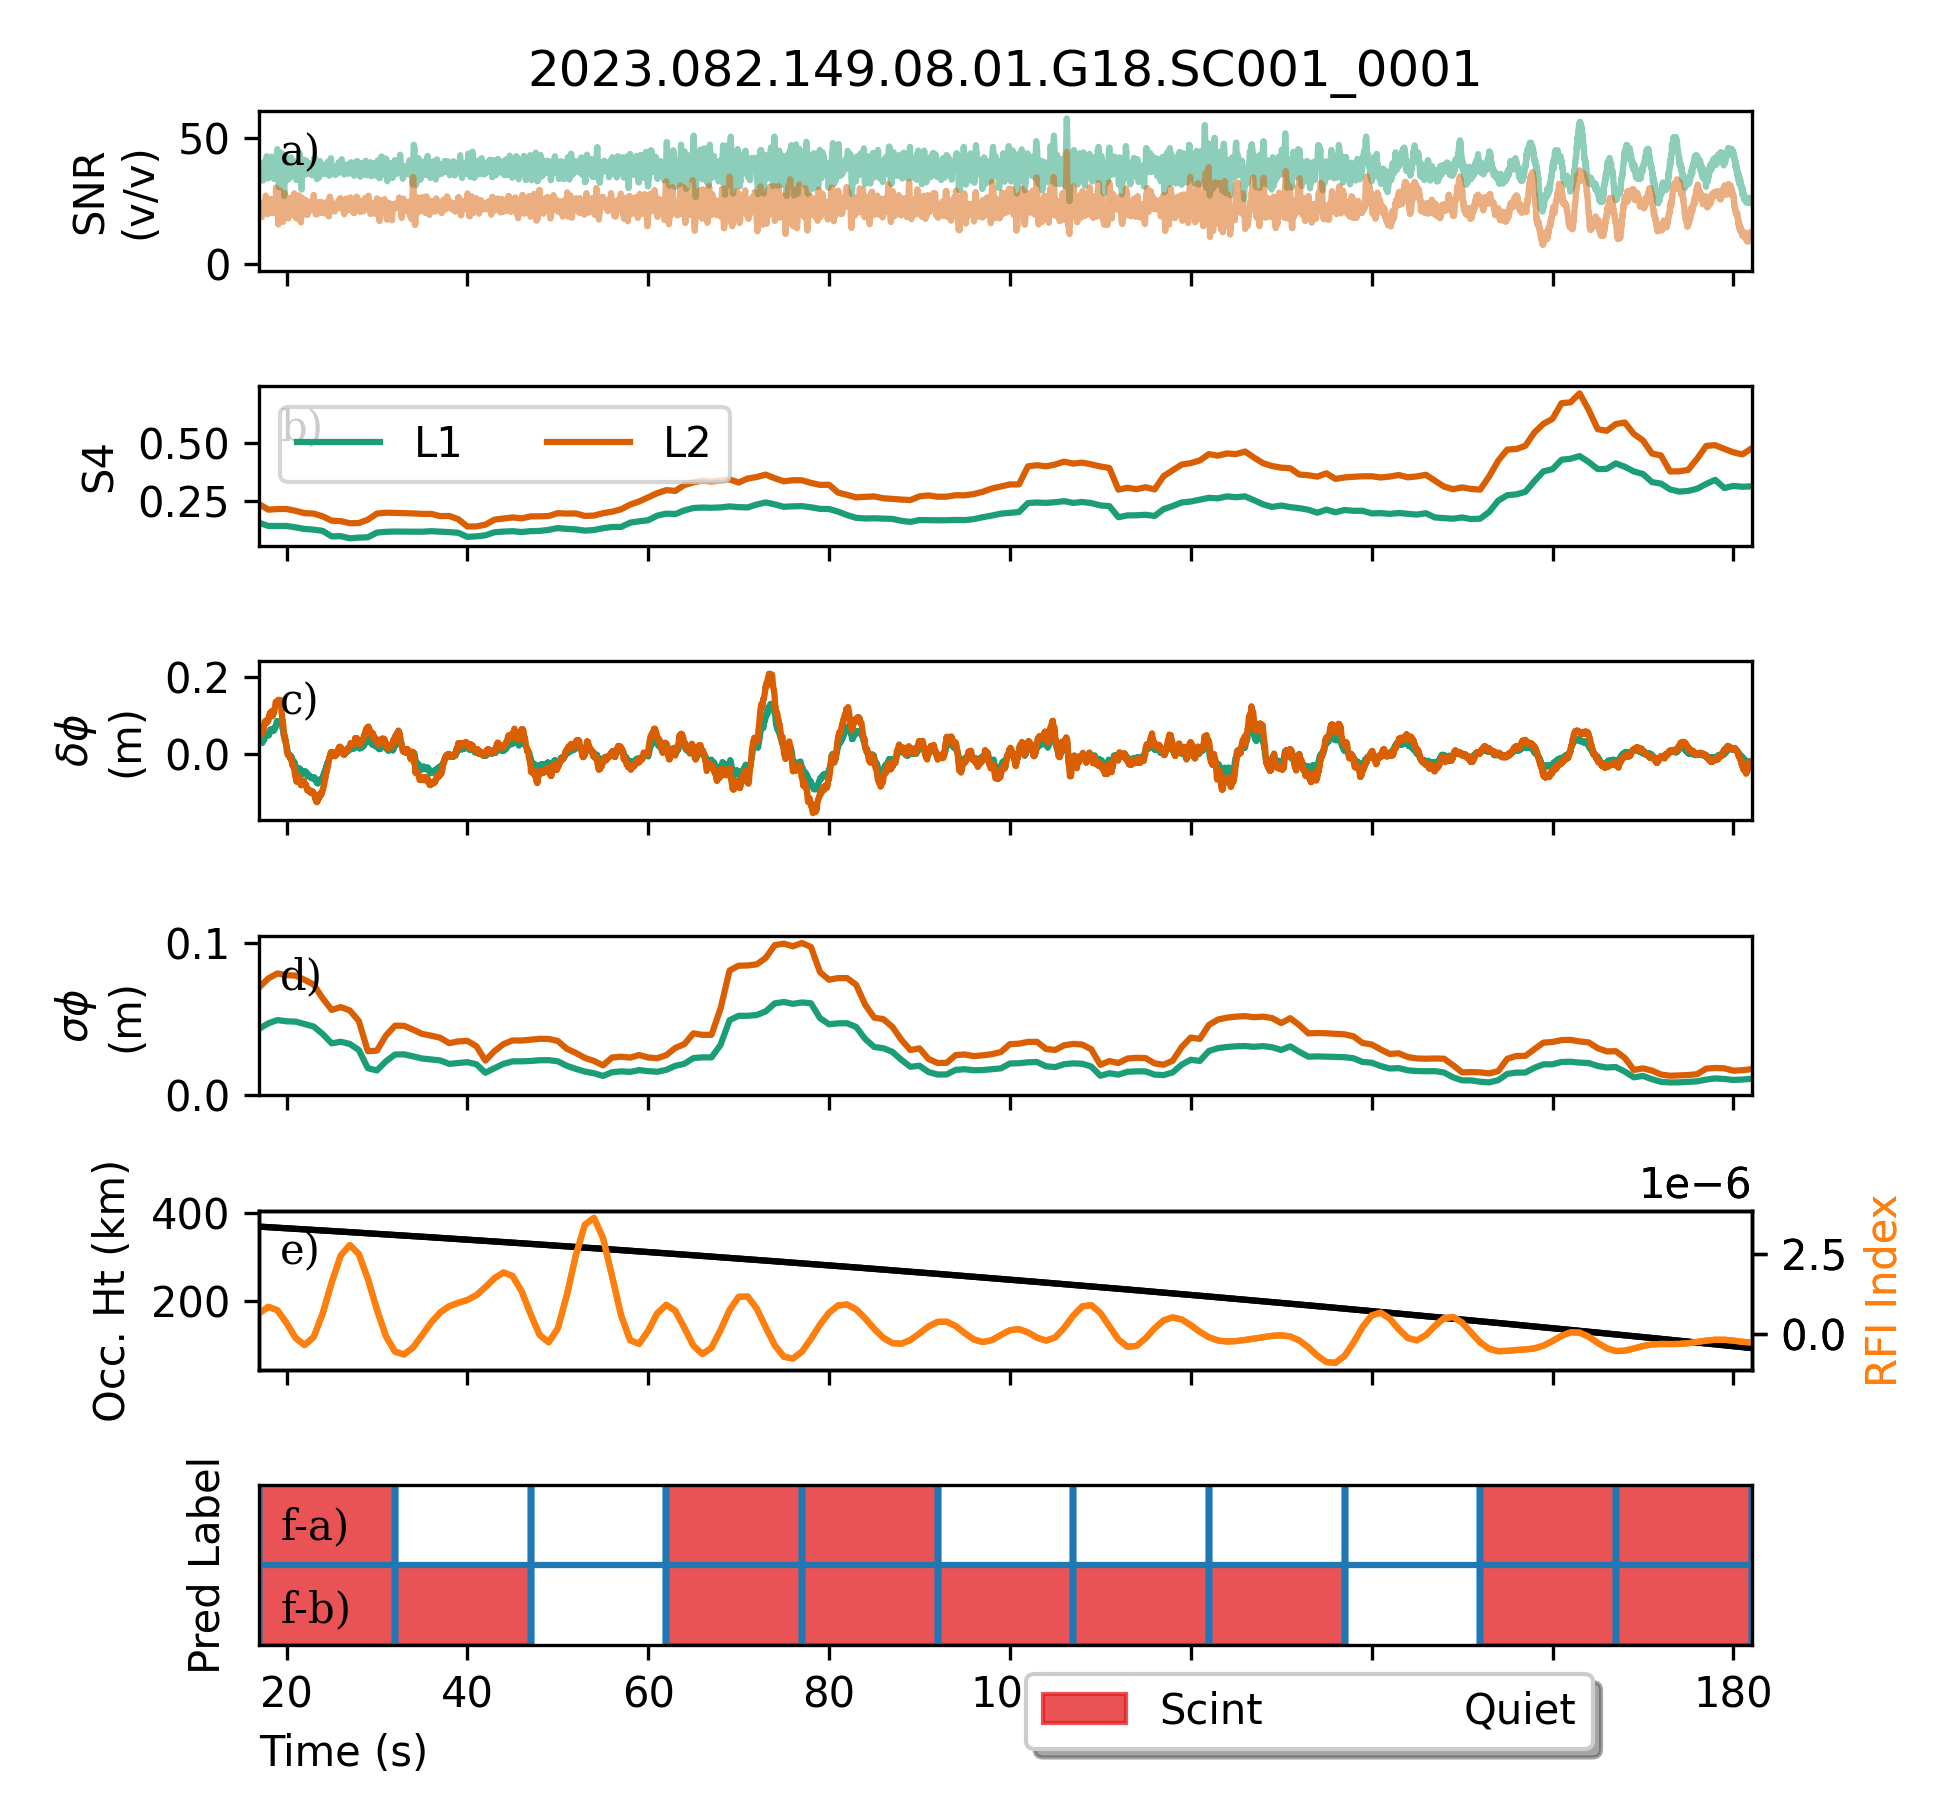 2023.082.149.08.01.G18.SC001_0001
SNR
(v/v)
50
0
a)
S4
0.50
0.25
b)
L1
L2
δϕ
(m)
0.2
0.0
c)
σϕ
(m)
0.1
0.0
d)
Occ. Ht (km)
400
200
e)
1e−6
2.5
0.0
RFI Index
Pred Label
f-a)
f-b)
20 40 60 80 10 180
Scint Quiet
Time (s)